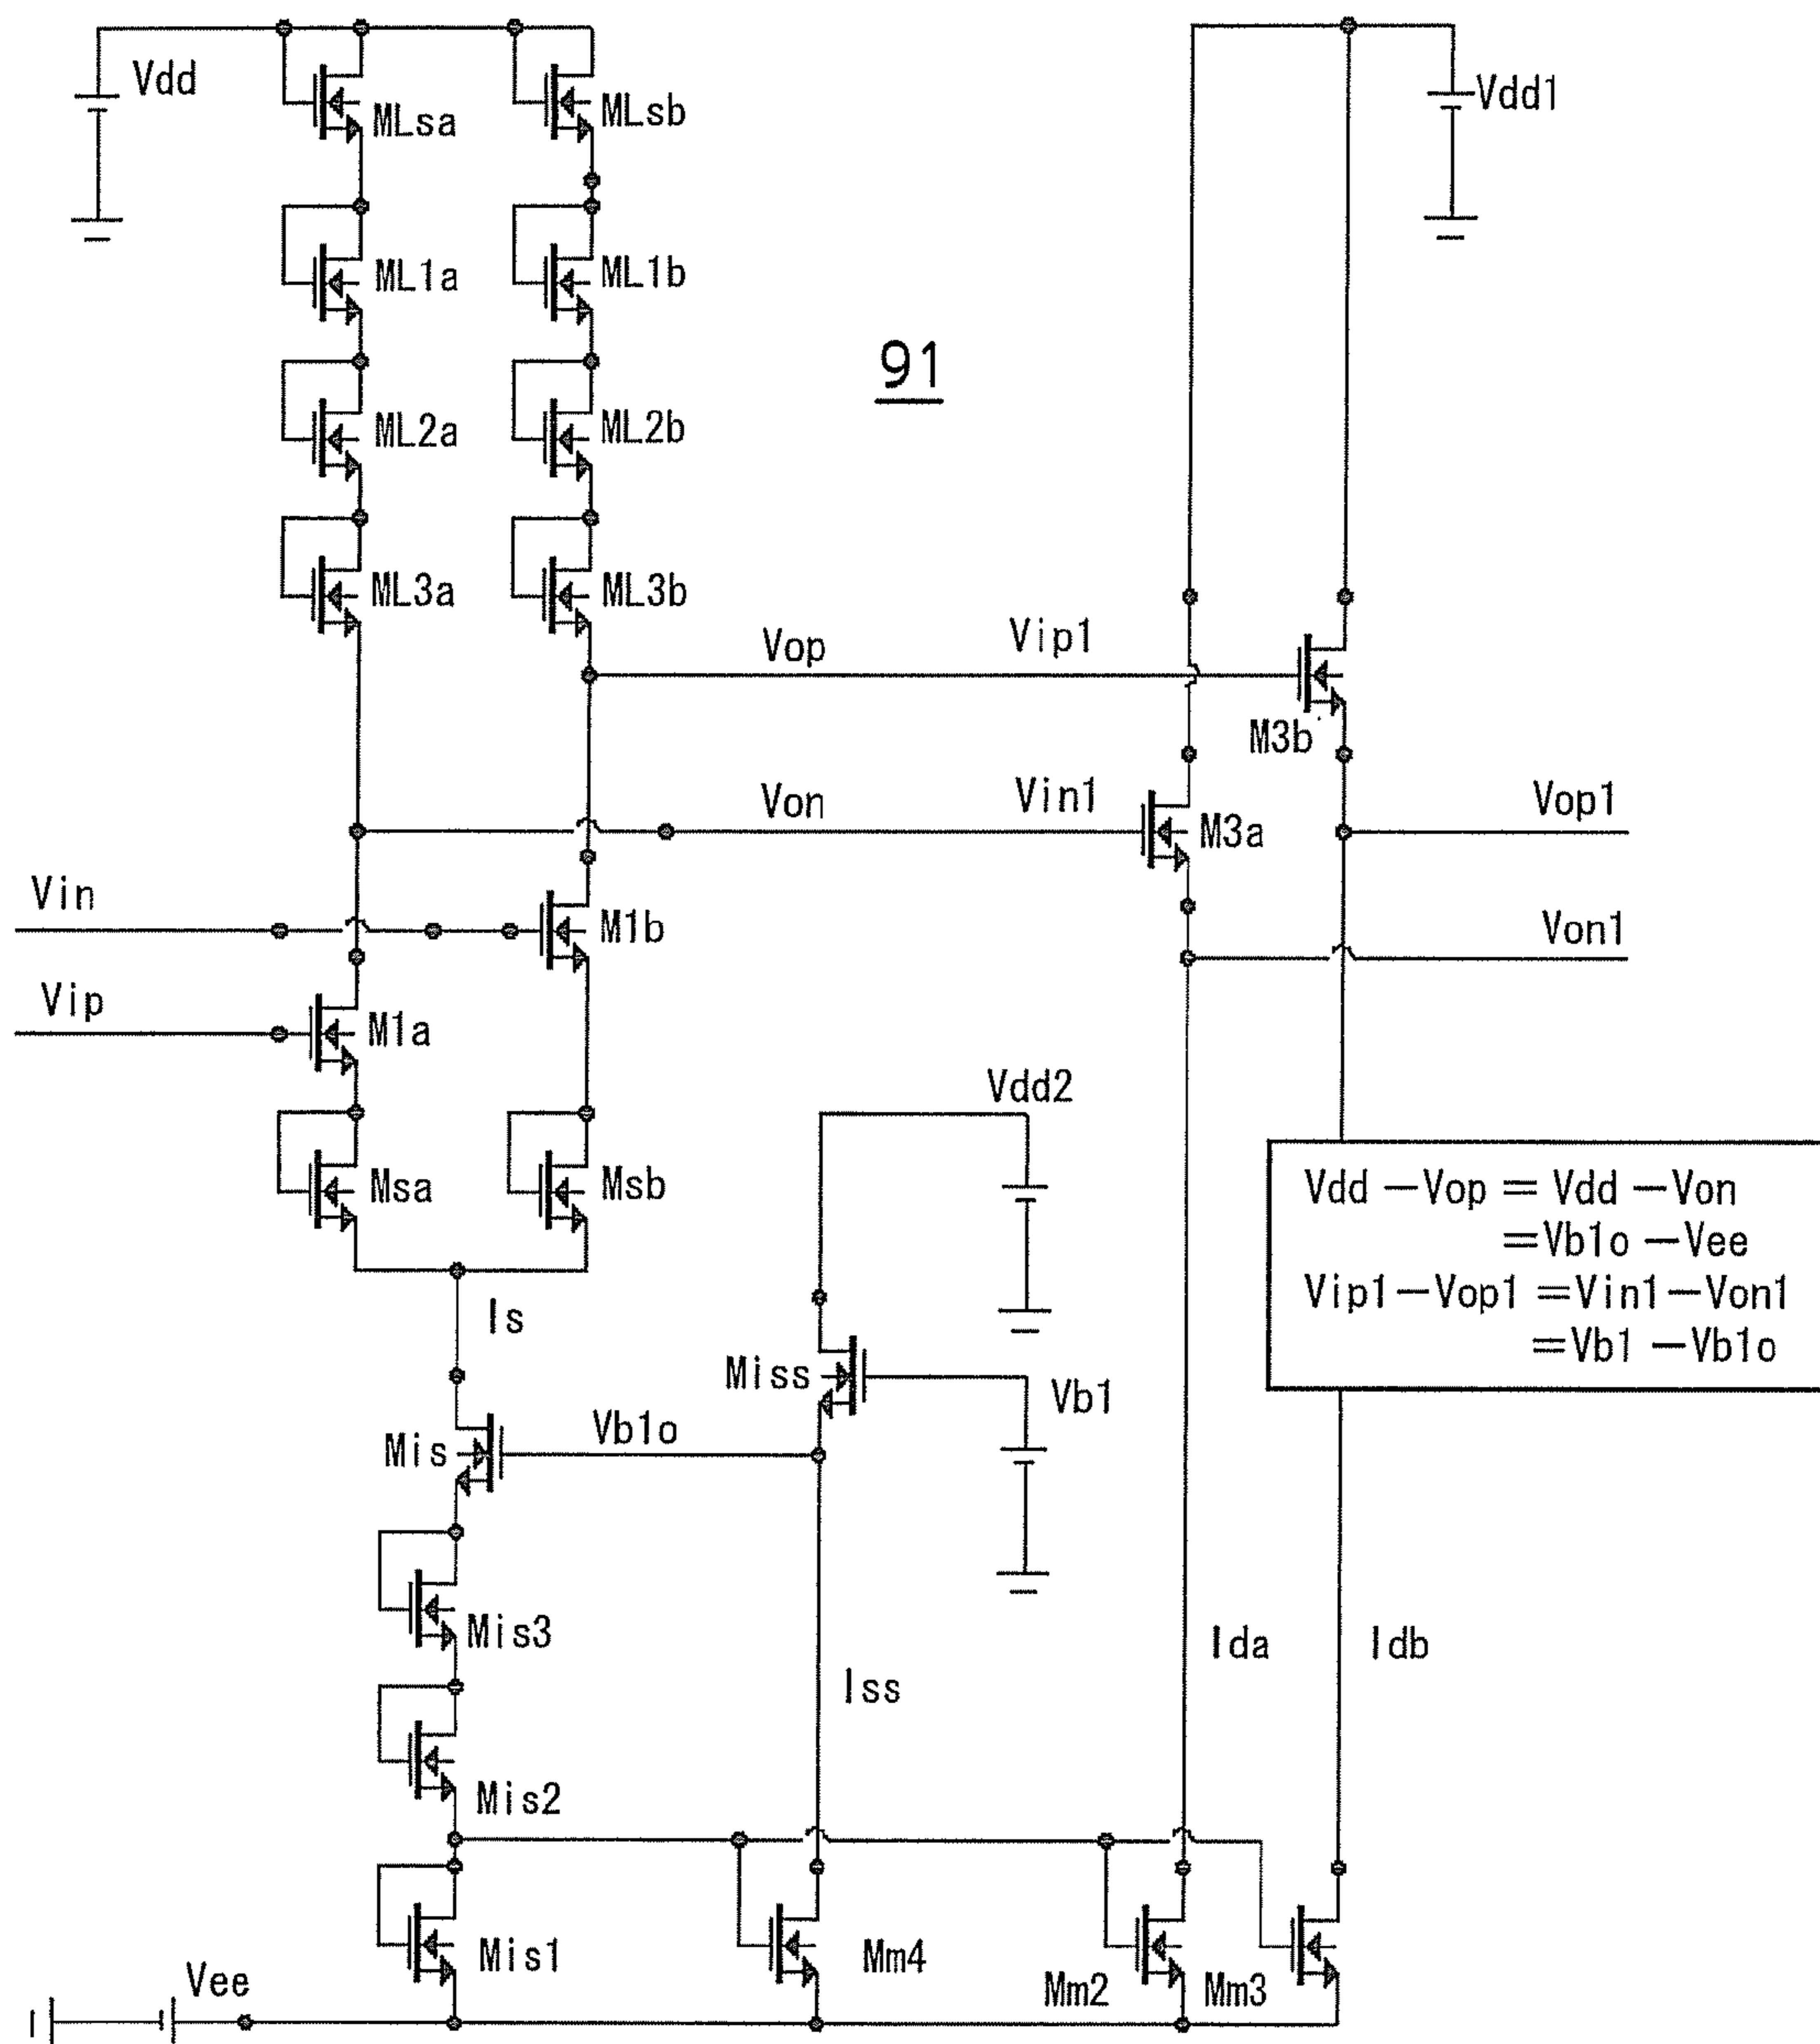 Vdd
Vdd1
MLsa
MLsb
ML1a
ML1b
91
ML2a
ML2b
ML3a
ML3b
Vop
Vip1
M3b
Von
Vin1
M3a
Vop1
Vin
M1b
Von1
Vip
M1a
Vdd2
Msa
Msb
Vdd −Vop = Vdd −Von
=Vb1o −Vee
Vip1−Vop1 =Vin1−Von1
=Vb1 −Vb1o
Is
Miss
Vb1
Mis
Vb1o
Mis3
Ida
Idb
Iss
Mis2
Mis1
Mm4
Mm2
Mm3
Vee